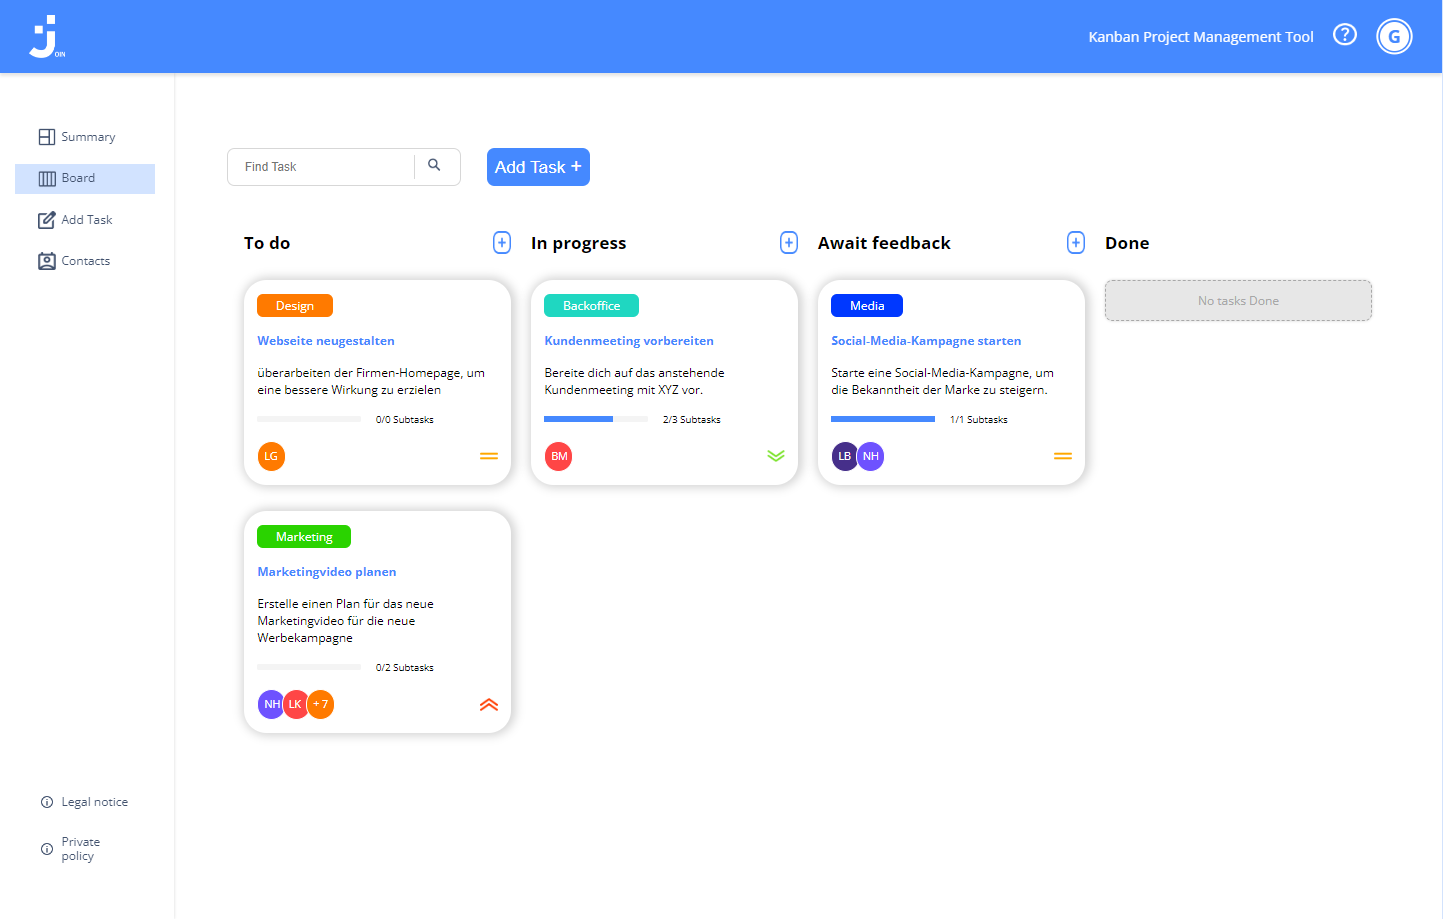 OIN
Kanban Project Management Tool
?
G
Summary
Board
Add Task
Contacts
Find Task
Add Task +
To do
In progress
Await feedback
Done
Design
Webseite neugestalten
überarbeiten der Firmen-Homepage, um
eine bessere Wirkung zu erzielen
0/0 Subtasks
LG
Backoffice
Kundenmeeting vorbereiten
Bereite dich auf das anstehende
Kundenmeeting mit XYZ vor.
2/3 Subtasks
BM
Media
Social-Media-Kampagne starten
Starte eine Social-Media-Kampagne, um
die Bekanntheit der Marke zu steigern.
1/1 Subtasks
LB NH
No tasks Done
Marketing
Marketingvideo planen
Erstelle einen Plan für das neue
Marketingvideo für die neue
Werbekampagne
0/2 Subtasks
NH LK + 7
Legal notice
Private
policy